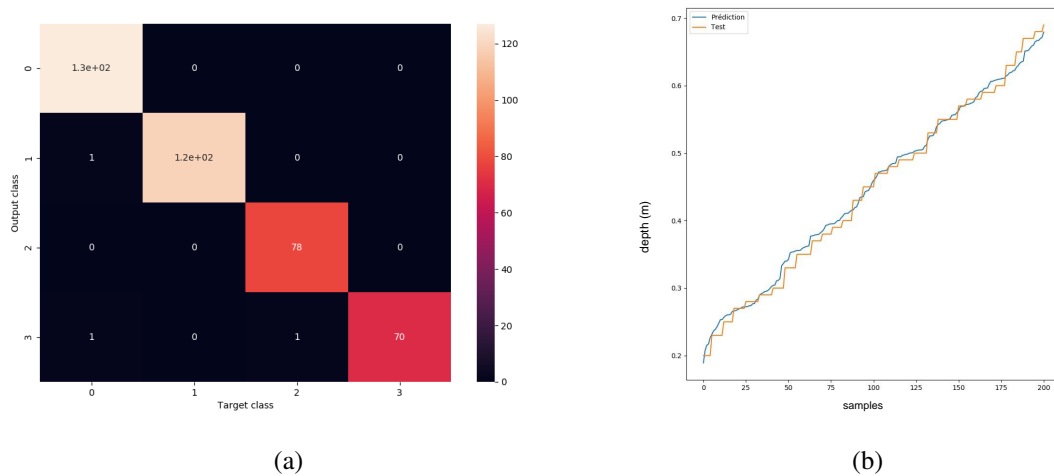 1.3e+02 0 0 0
1 1.2e+02 0 0
0 0 78 0
1 0 1 70
0
1
2
3
Output class
0 1 2 3
Target class
120
100
80
60
40
20
0
(a)
Prédiction
Test
0.7
0.6
0.5
0.4
0.3
0.2
depth (m)
0 25 50 75 100 125 150 175 200
samples
(b)